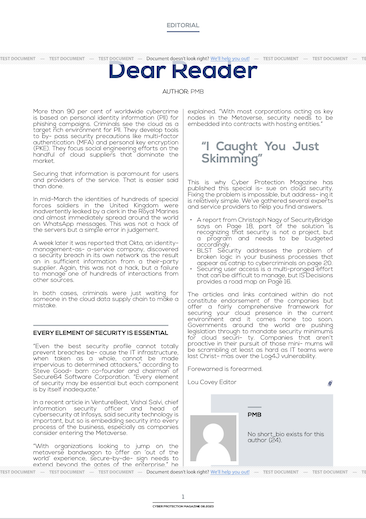 EDITORIAL
TEST DOCUMENT — TEST DOCUMENT — Document doesn't look right? We'll help you out! — TEST DOCUMENT — TEST DOCUMENT
Dear Reader
AUTHOR: PMB
More than 90 per cent of worldwide cybercrime
is based on personal identity information (PII) for
phishing campaigns. Criminals see the cloud as a
target rich environment for PII. They develop tools
to by- pass security precautions like multi-factor
authentication (MFA) and personal key encryption
(PKE). They focus social engineering efforts on the
handful of cloud suppliers that dominate the
market.
Securing that information is paramount for users
and providers of the service. That is easier said
than done.
In mid-March the identities of hundreds of special
forces soldiers in the United Kingdom were
inadvertently leaked by a clerk in the Royal Marines
and almost immediately spread around the world
on WhatsApp messages. This was not a hack of
the servers but a simple error in judgement.
A week later it was reported that Okta, an identity-
management-as-a-service company, discovered
a security breach in its own network as the result
on in sufficient information from a their-party
supplier. Again, this was not a hack, but a failure
to manage one of hundreds of interactions from
other sources.
In both cases, criminals were just waiting for
someone in the cloud data supply chain to make a
mistake.
EVERY ELEMENT OF SECURITY IS ESSENTIAL
"Even the best security profile cannot totally
prevent breaches be- cause the IT infrastructure,
when taken as a whole, cannot be made
impervious to determined attackers," according to
Steve Good- barn co-founder and chairman of
Secure64 Software Corporation. "Every element
of security may be essential but each component
is by itself inadequate."
In a recent article in VentureBeat, Vishal Salvi, chief
information security officer and head of
cybersecurity at Infosys, said security technology is
important, but so is embedding security into every
process of the business, especially as companies
consider entering the Metaverse.
"With organizations looking to jump on the
metaverse bandwagon to offer an 'out of the
world' experience, secure-by-de- sign needs to
extend beyond the gates of the enterprise," he
explained. "With most corporations acting as key
nodes in the Metaverse, security needs to be
embedded into contracts with hosting entities."
"I Caught You Just
Skimming"
This is why Cyber Protection Magazine has
published this special is- sue on cloud security.
Fixing the problem is impossible, but address- ing it
is relatively simple. We've gathered several experts
and service providers to help you find answers.
• A report from Christoph Nagy of SecurityBridge
says on Page 18, part of the solution is
recognizing that security is not a project, but
a program and needs to be budgeted
accordingly.
• BLST Security addresses the problem of
broken logic in your business processes that
appear as catnip to cybercriminals on page 20.
• Securing user access is a multi-pronged effort
that can be difficult to manage, but IS Decisions
provides a road map on Page 16.
The articles and links contained within do not
constitute endorsement of the companies but
offer a fairly comprehensive framework for
securing your cloud presence in the current
environment and it comes none too soon.
Governments around the world are pushing
legislation through to mandate security minimums
for cloud securi- ty. Companies that aren't
proactive in their pursuit of those mini- mums will
be scrambling at least as hard as IT teams were
last Christ- mas over the Log4J vulnerability.
Forewarned is forearmed.
Lou Covey Editor
PMB
No short_bio exists for this
author (214).
TEST DOCUMENT — TEST DOCUMENT — Document doesn't look right? We'll help you out! — TEST DOCUMENT — TEST DOCUMENT
1